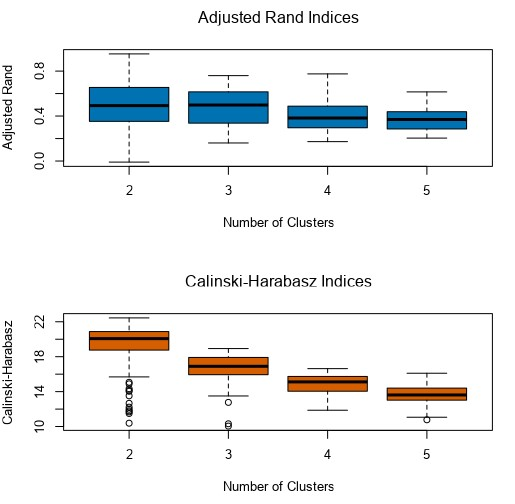 Adjusted Rand Indices
Adjusted Rand
0.8
0.4
0.0
2 3 4 5
Number of Clusters
Calinski-Harabasz Indices
Calinski-Harabasz
22
18
14
10
2 3 4 5
Number of Clusters